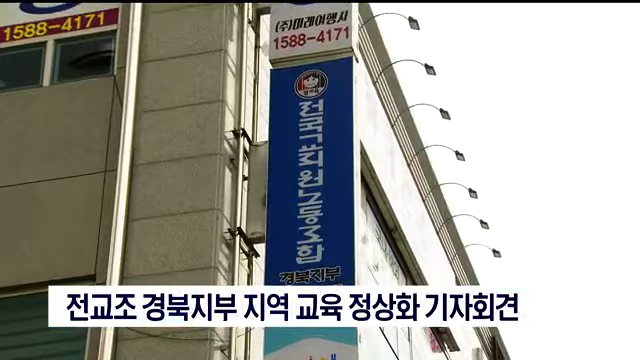 1588-4171
(주)미래여행사
1588-4171
전국교직원노동조합
경북지부
전교조 경북지부 지역 교육 정상화 기자회견